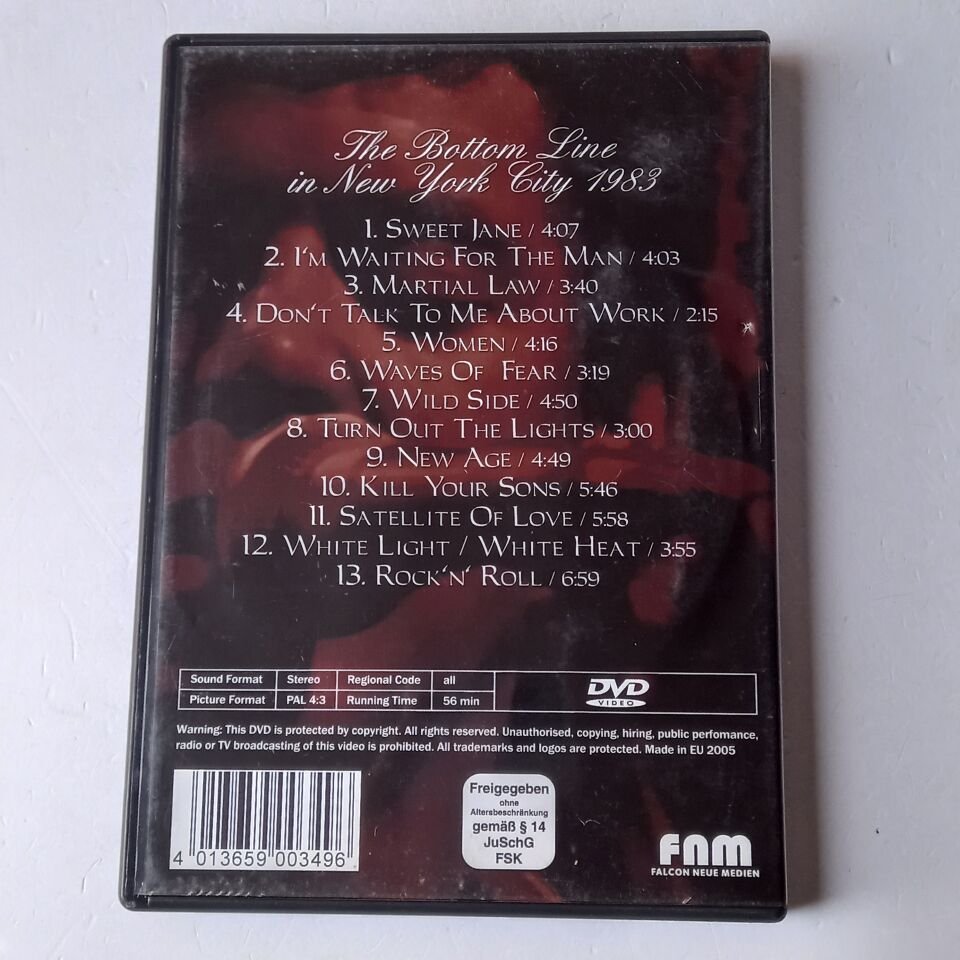 The Bottom Line
in New York City 1983
1. Sweet Jane / 4:07
2. I'm Waiting For The Man / 4:03
3. Martial Law / 3:40
4. Don't Talk To Me About Work / 2:15
5. Women / 4:16
6. Waves Of Fear / 3:19
7. Wild Side / 4:50
8. Turn Out The Lights / 3:00
9. New Age / 4:49
10. Kill Your Sons / 5:46
11. Satellite Of Love / 5:58
12. White Light / White Heat / 3:55
13. Rock'n' Roll / 6:59
Sound Format Stereo Regional Code all
Picture Format PAL 4:3 Running Time 56 min
DVD
VIDEO
Warning: This DVD is protected by copyright. All rights reserved. Unauthorised, copying, hiring, public perfomance,
radio or TV broadcasting of this video is prohibited. All trademarks and logos are protected. Made in EU 2005
4 013659 003496
Freigegeben
ohne
Altersbeschränkung
gemäß § 14
JuSchG
FSK
FNM
FALCON NEUE MEDIEN